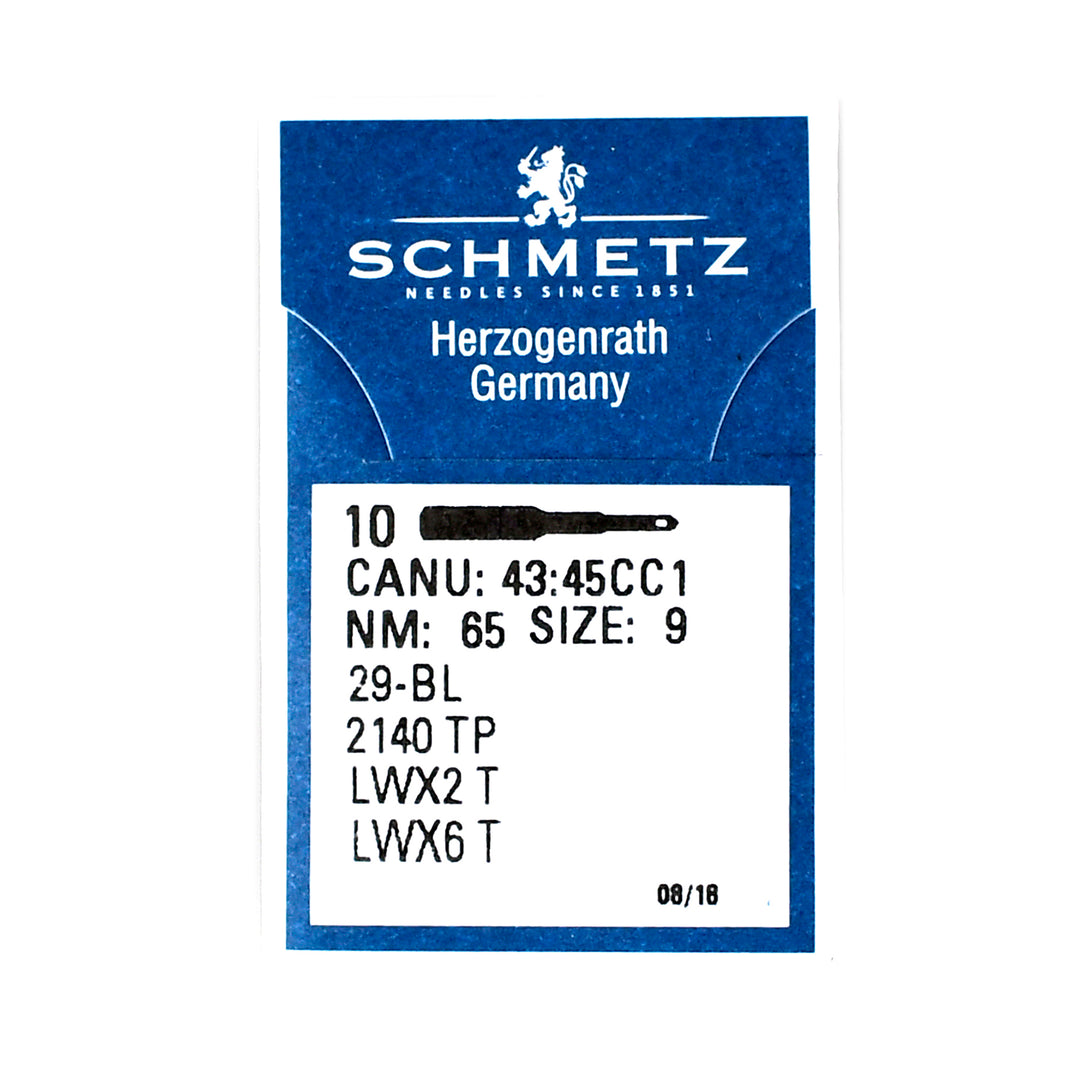 SCHMETZ
NEEDLES SINCE 1851
Herzogenrath
Germany
10
CANU: 43:45CC1
NM: 65 SIZE: 9
29-BL
2140 TP
LWX2 T
LWX6 T
08/18